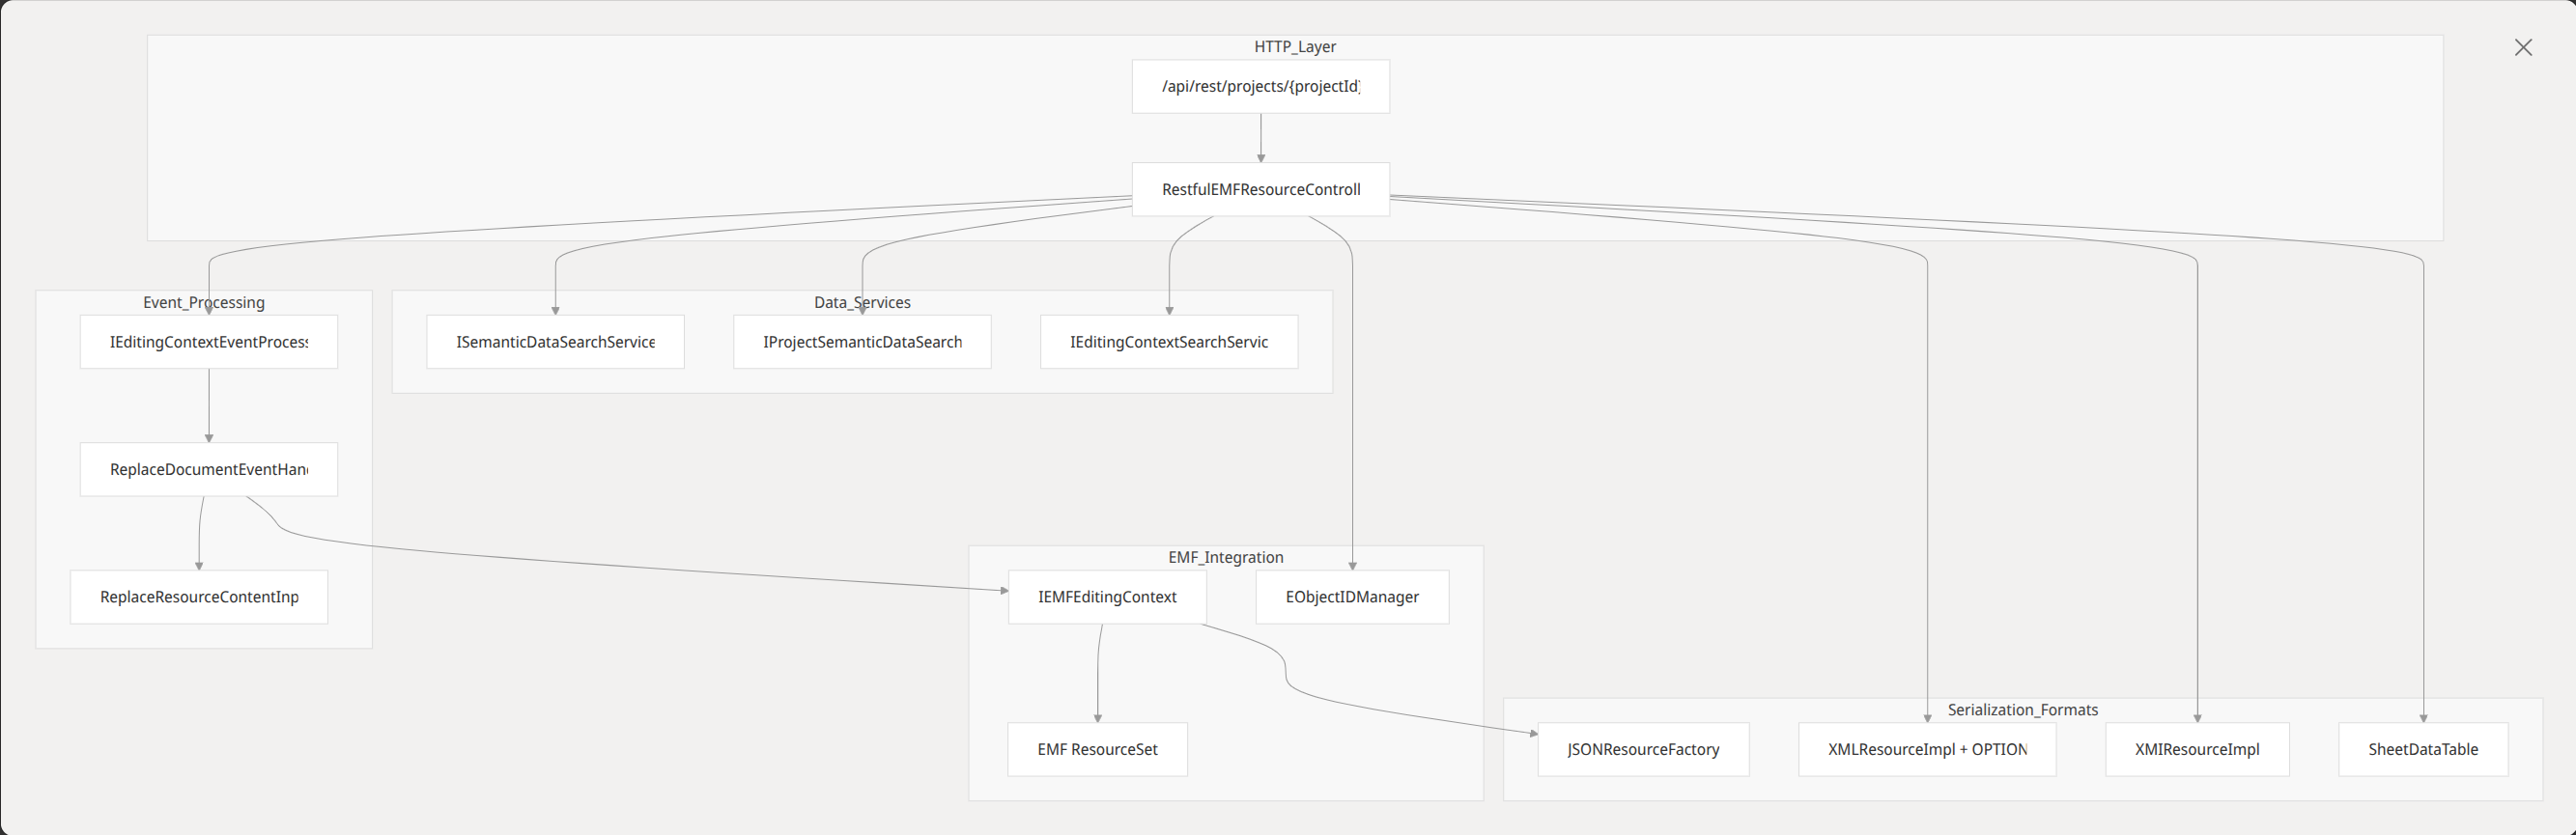 HTTP_Layer
/api/rest/projects/{projectId}
RestfulEMFResourceControll
Event_Processing
Data_Services
IEditingContextEventProcess
ISemanticDataSearchService
IProjectSemanticDataSearch
IEditingContextSearchServic
ReplaceDocumentEventHan
EMF_Integration
ReplaceResourceContentInp
IEMFEditingContext
EObjectIDManager
Serialization_Formats
EMF ResourceSet
JSONResourceFactory
XMLResourceImpl + OPTION
XMIResourceImpl
SheetDataTable